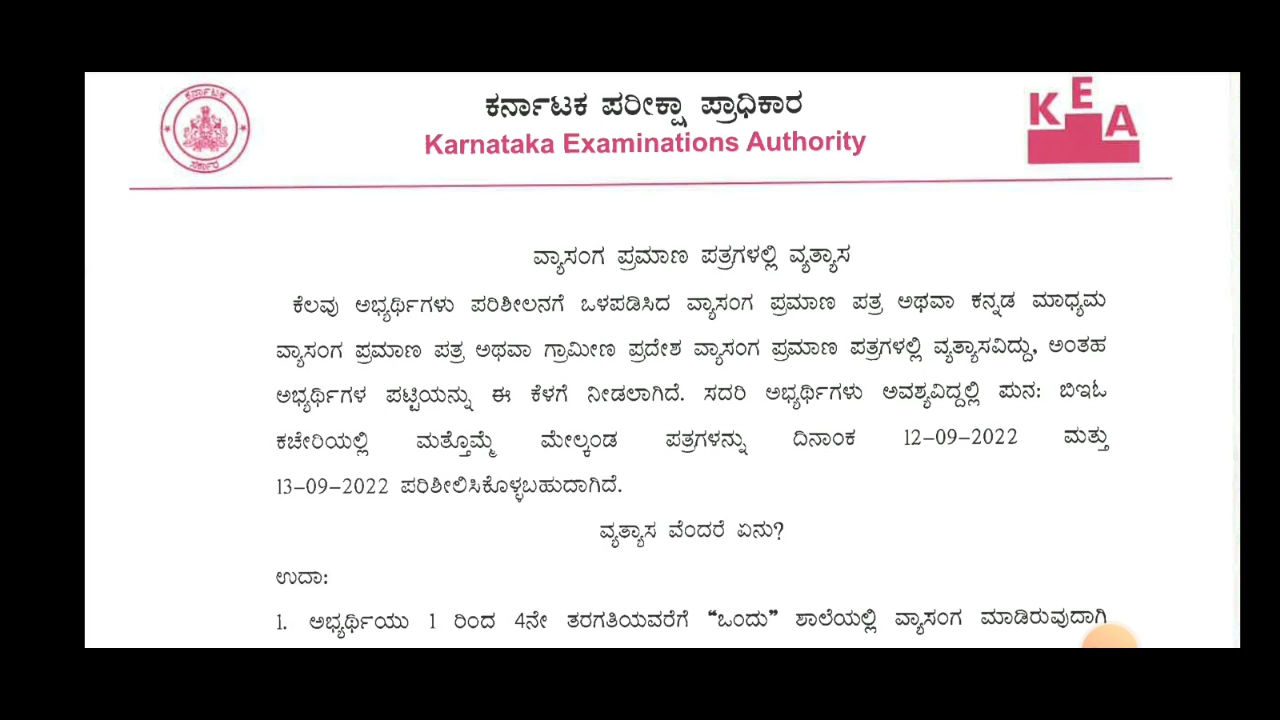 ಕರ್ನಾಟಕ ಪರೀಕ್ಷಾ ಪ್ರಾಧಿಕಾರ
Karnataka Examinations Authority
ಕರ್ನಾಟಕ
ಸರ್ಕಾರ
KEA
ವ್ಯಾಸಂಗ ಪ್ರಮಾಣ ಪತ್ರಗಳಲ್ಲಿ ವ್ಯತ್ಯಾಸ
ಕೆಲವು ಅಭ್ಯರ್ಥಿಗಳು ಪರಿಶೀಲನಗೆ ಒಳಪಡಿಸಿದ ವ್ಯಾಸಂಗ ಪ್ರಮಾಣ ಪತ್ರ ಅಥವಾ ಕನ್ನಡ ಮಾಧ್ಯಮ
ವ್ಯಾಸಂಗ ಪ್ರಮಾಣ ಪತ್ರ ಅಥವಾ ಗ್ರಾಮೀಣ ಪ್ರದೇಶ ವ್ಯಾಸಂಗ ಪ್ರಮಾಣ ಪತ್ರಗಳಲ್ಲಿ ವ್ಯತ್ಯಾಸವಿದ್ದು, ಅಂತಹ
ಅಭ್ಯರ್ಥಿಗಳ ಪಟ್ಟಿಯನ್ನು ಈ ಕೆಳಗೆ ನೀಡಲಾಗಿದೆ. ಸದರಿ ಅಭ್ಯರ್ಥಿಗಳು ಅವಶ್ಯವಿದ್ದಲ್ಲಿ ಪುನ: ಬಿಇಓ
ಕಚೇರಿಯಲ್ಲಿ ಮತ್ತೊಮ್ಮೆ ಮೇಲ್ಕಂಡ ಪತ್ರಗಳನ್ನು ದಿನಾಂಕ 12-09-2022 ಮತ್ತು
13-09-2022 ಪರಿಶೀಲಿಸಿಕೊಳ್ಳಬಹುದಾಗಿದೆ.
ವ್ಯತ್ಯಾಸ ವೆಂದರೆ ಏನು?
ಉದಾ:
1. ಅಭ್ಯರ್ಥಿಯು 1 ರಿಂದ 4ನೇ ತರಗತಿಯವರೆಗೆ “ಒಂದು” ಶಾಲೆಯಲ್ಲಿ ವ್ಯಾಸಂಗ ಮಾಡಿರುವುದಾಗಿ